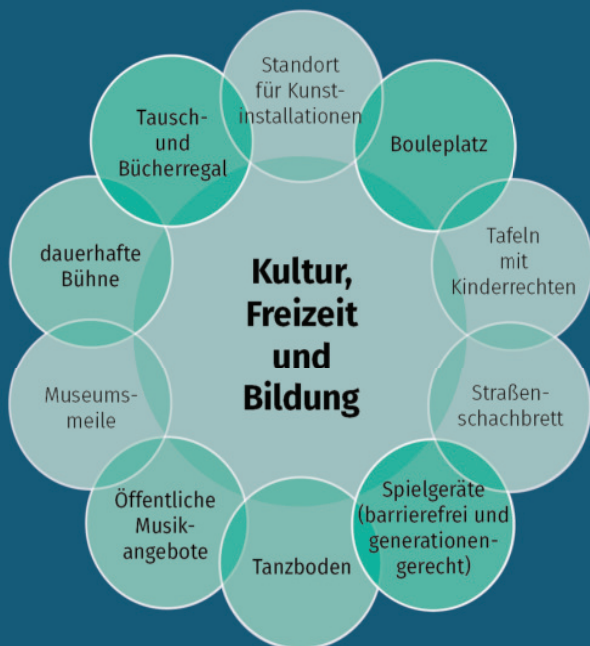 Standort
für Kunst-
installationen
Tausch-
und
Bücherregal
Bouleplatz
dauerhafte
Bühne
Tafeln
mit
Kinderrechten
Kultur,
Freizeit
und
Bildung
Museums-
meile
Straßen-
schachbrett
Öffentliche
Musik-
angebote
Tanzboden
Spielgeräte
(barrierefrei und
generationen-
gerecht)